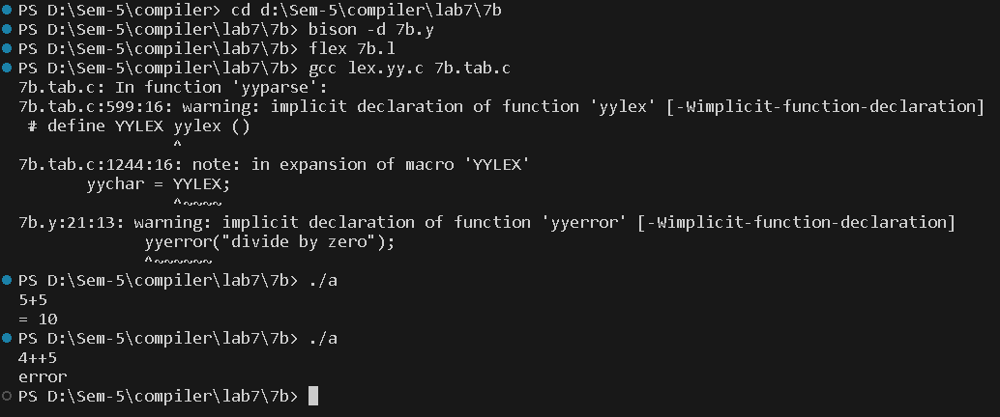 PS D:\Sem-5\compiler> cd d:\Sem-5\compiler\lab7\7b
PS D:\Sem-5\compiler\lab7\7b> bison -d 7b.y
PS D:\Sem-5\compiler\lab7\7b> flex 7b.l
PS D:\Sem-5\compiler\lab7\7b> gcc lex.yy.c 7b.tab.c
7b.tab.c: In function 'yyparse':
7b.tab.c:599:16: warning: implicit declaration of function 'yylex' [-Wimplicit-function-declaration]
 # define YYLEX yylex ()
                ^
7b.tab.c:1244:16: note: in expansion of macro 'YYLEX'
       yychar = YYLEX;
                ^~~~~
7b.y:21:13: warning: implicit declaration of function 'yyerror' [-Wimplicit-function-declaration]
             yyerror("divide by zero");
             ^~~~~~~
PS D:\Sem-5\compiler\lab7\7b> ./a
5+5
= 10
PS D:\Sem-5\compiler\lab7\7b> ./a
4++5
error
PS D:\Sem-5\compiler\lab7\7b>